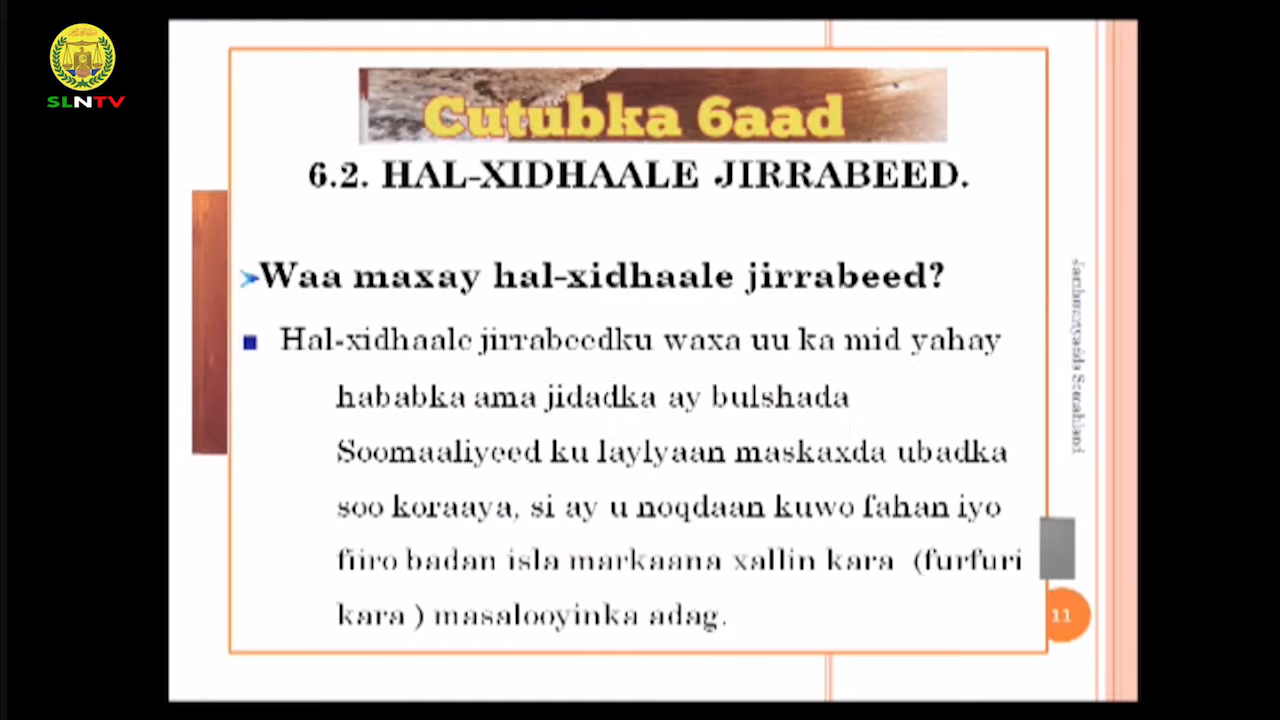 SLNTV
Cutubka 6aad
6.2. HAL-XIDHAALE JIRRABEED.
➢Waa maxay hal-xidhaale jirrabeed?
▪ Hal-xidhaale jirrabeedku waxa uu ka mid yahay
hababka ama jidadka ay bulshada
Soomaaliyeed ku laylyaan maskaxda ubadka
soo koraaya, si ay u noqdaan kuwo fahan iyo
fiiro badan isla markaana xallin kara (furfuri
kara ) masalooyinka adag.
11